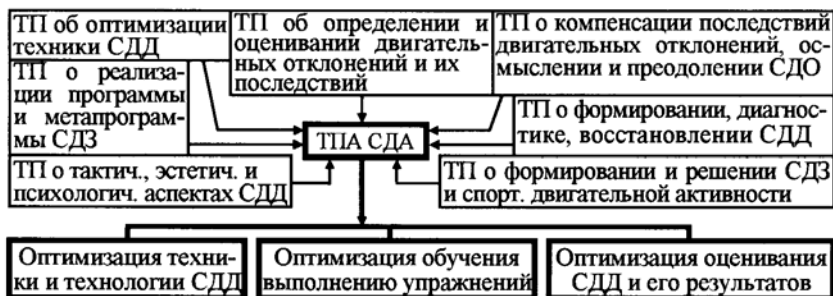 ТП об оптимизации
техники СДД
ТП об определении и
оценивании двигатель-
ных отклонений и их
последствий
ТП о компенсации последствий
двигательных отклонений, ос-
мыслении и преодолении СДО
ТП о реализа-
ции программы
и метапрограм-
мы СДЗ
ТПА СДА
ТП о формировании, диагно-
стике, восстановлении СДД
ТП о тактич., эстетич. и
психологич. аспектах СДД
ТП о формировании и решении СДЗ
и спорт. двигательной активности
Оптимизация техни-
ки и технологии СДД
Оптимизация обучения
выполнению упражнений
Оптимизация оценивания
СДД и его результатов